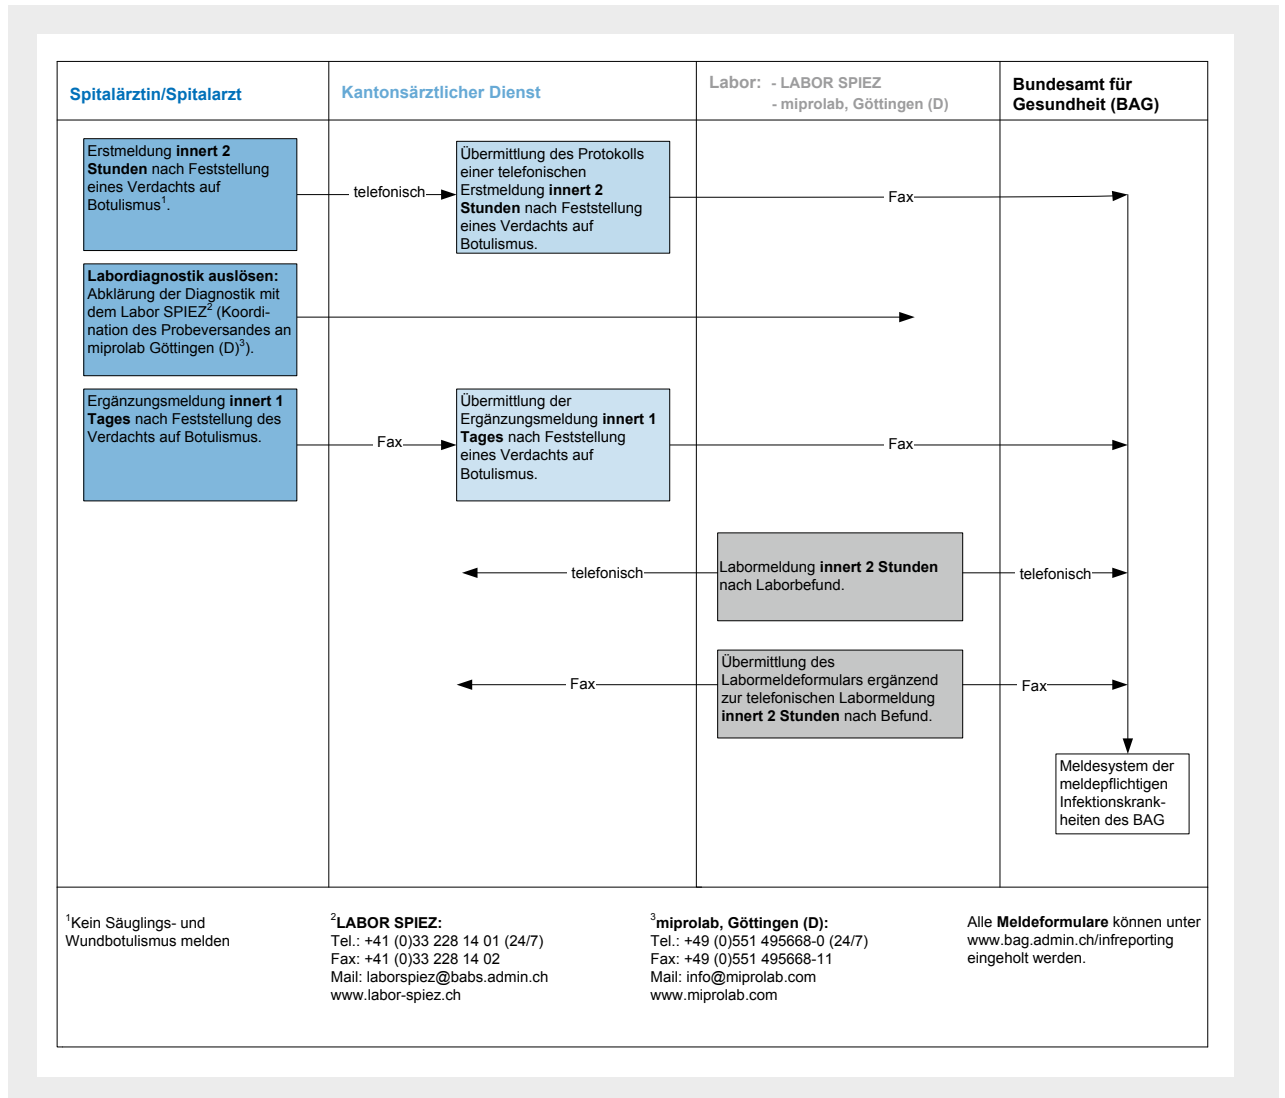 Spitalärztin/Spitalarzt
Kantonsärztlicher Dienst
Labor: - LABOR SPIEZ
- miprolab, Göttingen (D)
Bundesamt für
Gesundheit (BAG)
Erstmeldung innert 2
Stunden nach Feststellung
eines Verdachts auf
Botulismus¹.
telefonisch
Übermittlung des Protokolls
einer telefonischen
Erstmeldung innert 2
Stunden nach Feststellung
eines Verdachts auf
Botulismus.
Fax
Labordiagnostik auslösen:
Abklärung der Diagnostik mit
dem Labor SPIEZ² (Koordi-
nation des Probeversandes an
miprolab Göttingen (D)³).
Ergänzungsmeldung innert 1
Tages nach Feststellung des
Verdachts auf Botulismus.
Fax
Übermittlung der
Ergänzungsmeldung innert 1
Tages nach Feststellung
eines Verdachts auf
Botulismus.
Fax
telefonisch
Labormeldung innert 2 Stunden
nach Laborbefund.
telefonisch
Fax
Übermittlung des
Labormeldeformulars ergänzend
zur telefonischen Labormeldung
innert 2 Stunden nach Befund.
Fax
Meldesystem der
meldepflichtigen
Infektionskrank-
heiten des BAG
¹Kein Säuglings- und
Wundbotulismus melden
²LABOR SPIEZ:
Tel.: +41 (0)33 228 14 01 (24/7)
Fax: +41 (0)33 228 14 02
Mail: laborspiez@babs.admin.ch
www.labor-spiez.ch
³miprolab, Göttingen (D):
Tel.: +49 (0)551 495668-0 (24/7)
Fax: +49 (0)551 495668-11
Mail: info@miprolab.com
www.miprolab.com
Alle Meldeformulare können unter
www.bag.admin.ch/infreporting
eingeholt werden.